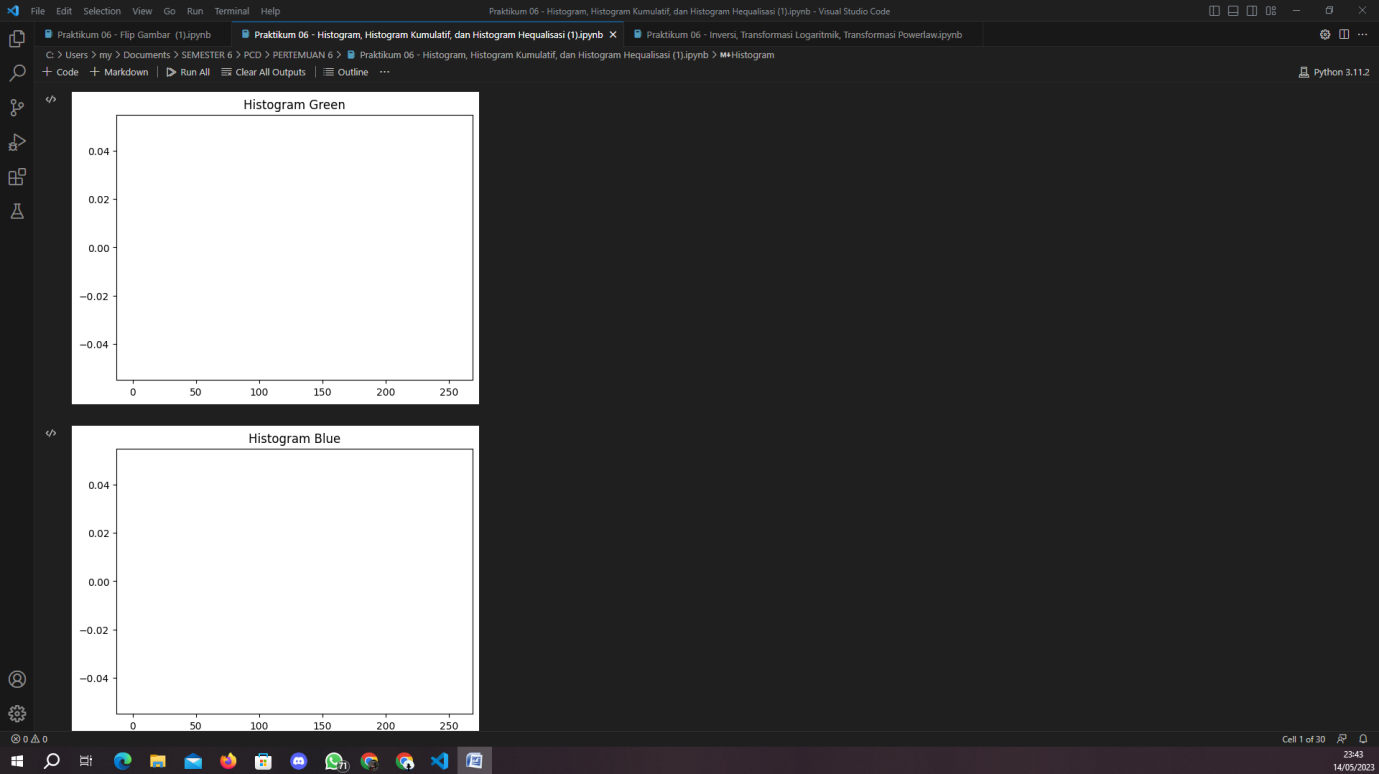 File Edit Selection View Go Run Terminal Help Praktikum 06 - Histogram, Histogram Kumulatif, dan Histogram Hequalisasi (1).ipynb - Visual Studio Code
Praktikum 06 - Flip Gambar (1).ipynb Praktikum 06 - Histogram, Histogram Kumulatif, dan Histogram Hequalisasi (1).ipynb Praktikum 06 - Inversi, Transformasi Logaritmik, Transformasi Powerlaw.ipynb
C: > Users > my > Documents > SEMESTER 6 > PCD > PERTEMUAN 6 > Praktikum 06 - Histogram, Histogram Kumulatif, dan Histogram Hequalisasi (1).ipynb > M↓Histogram
+ Code + Markdown Run All Clear All Outputs Outline ... Python 3.11.2
Histogram Green
0.04
0.02
0.00
−0.02
−0.04
0 50 100 150 200 250
Histogram Blue
0.04
0.02
0.00
−0.02
−0.04
0 50 100 150 200 250
0 0 Cell 1 of 30
71
23:43
14/05/2023